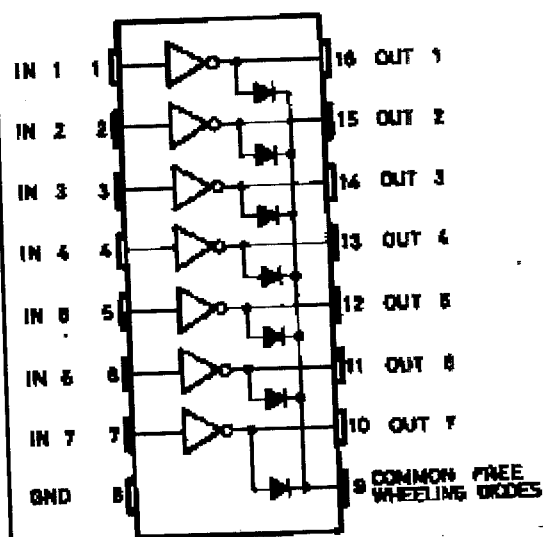 IN 1 1 16 OUT 1
IN 2 2 15 OUT 2
IN 3 3 14 OUT 3
IN 4 4 13 OUT 4
IN 5 5 12 OUT 5
IN 6 6 11 OUT 6
IN 7 7 10 OUT 7
GND 8 9 COMMON FREE
WHEELING DIODES